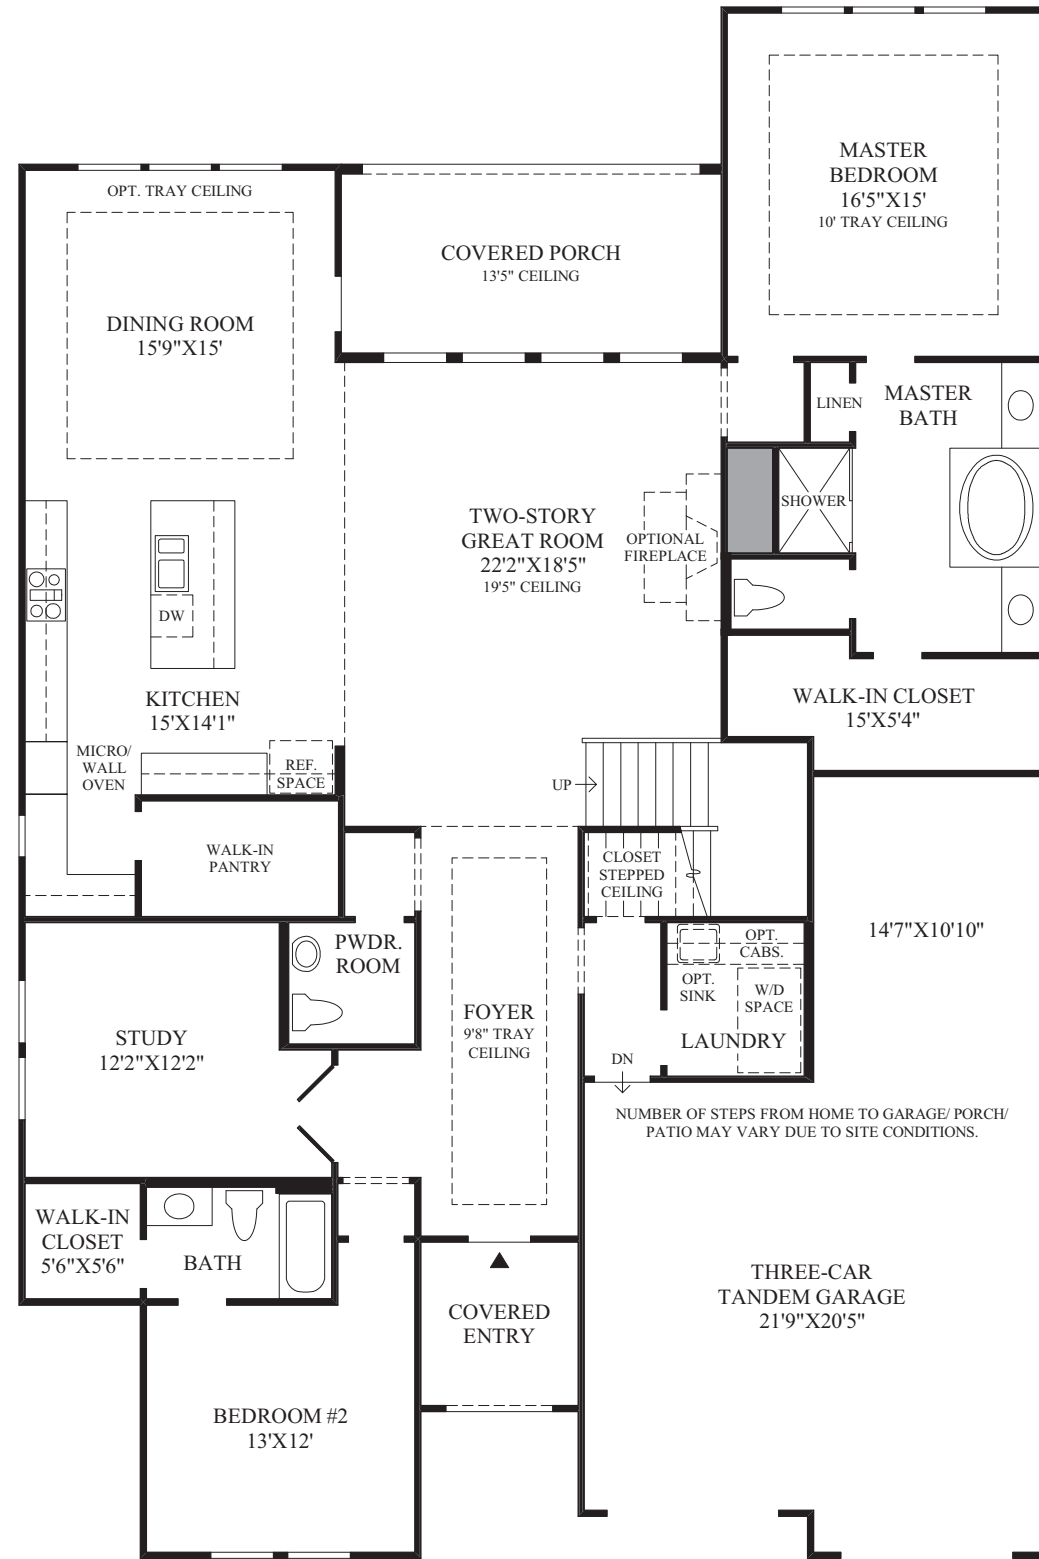 MASTER
BEDROOM
16'5"X15'
10' TRAY CEILING
OPT. TRAY CEILING
COVERED PORCH
13'5" CEILING
DINING ROOM
15'9"X15'
LINEN
MASTER
BATH
SHOWER
TWO-STORY
GREAT ROOM
22'2"X18'5"
19'5" CEILING
OPTIONAL
FIREPLACE
DW
KITCHEN
15'X14'1"
WALK-IN CLOSET
15'X5'4"
MICRO/
WALL
OVEN
REF.
SPACE
UP
WALK-IN
PANTRY
CLOSET
STEPPED
CEILING
14'7"X10'10"
PWDR.
ROOM
OPT.
CABS.
OPT.
SINK
W/D
SPACE
LAUNDRY
FOYER
9'8" TRAY
CEILING
STUDY
12'2"X12'2"
DN
NUMBER OF STEPS FROM HOME TO GARAGE/ PORCH/
PATIO MAY VARY DUE TO SITE CONDITIONS.
WALK-IN
CLOSET
5'6"X5'6"
BATH
COVERED
ENTRY
THREE-CAR
TANDEM GARAGE
21'9"X20'5"
BEDROOM #2
13'X12'